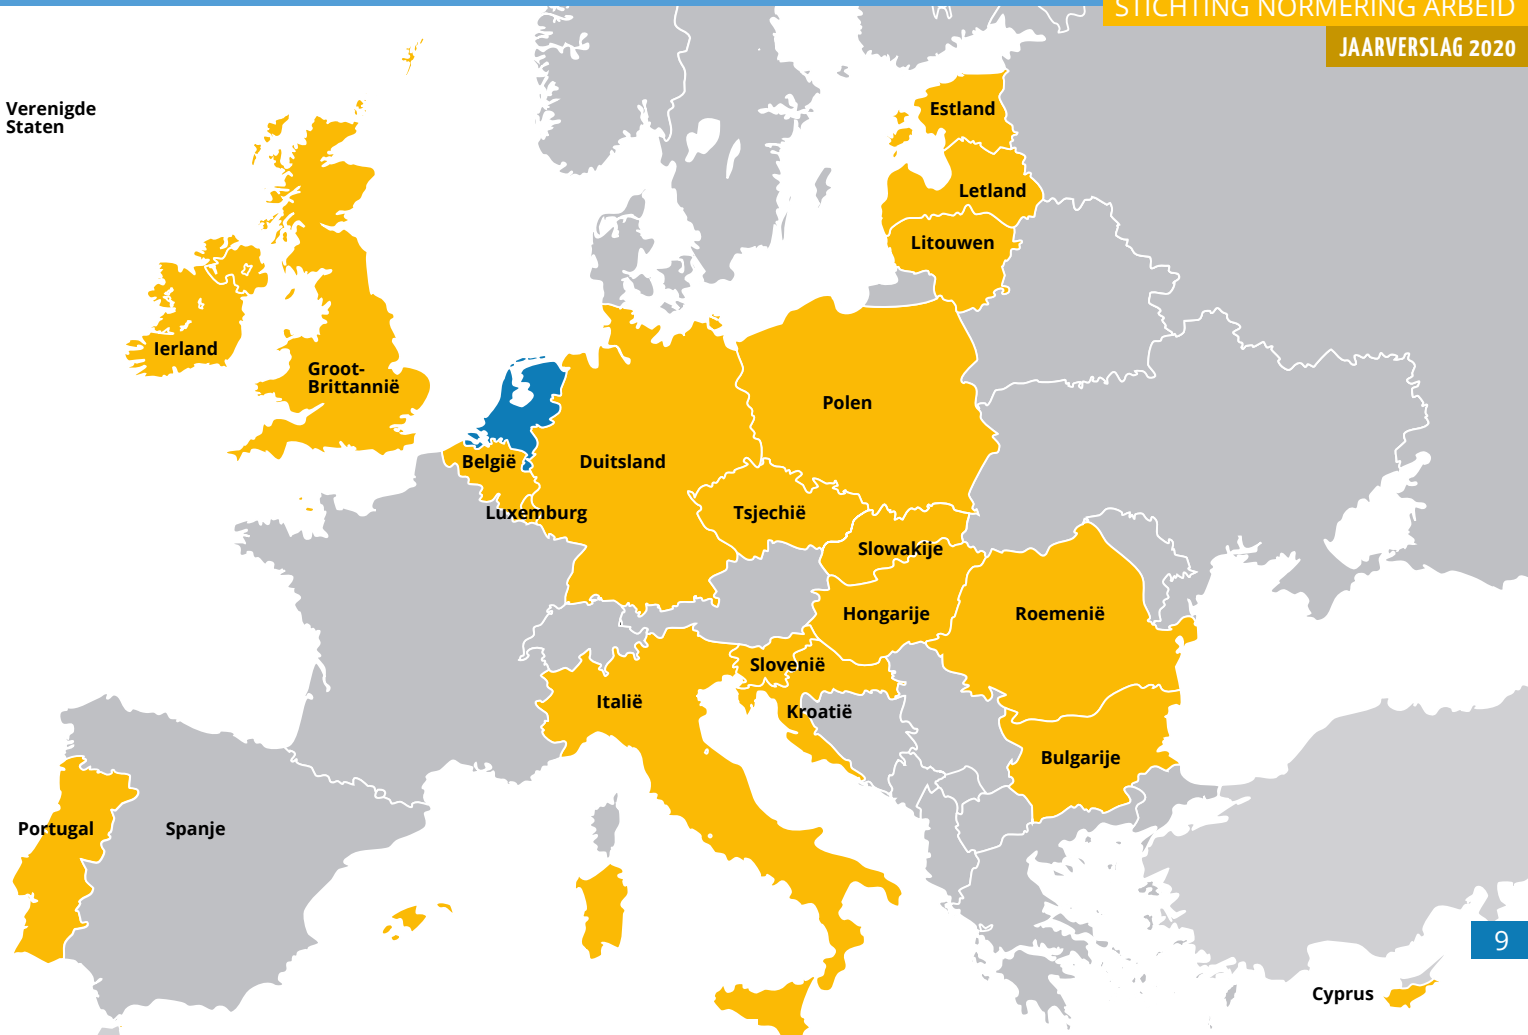 STICHTING NORMERING ARBEID
JAARVERSLAG 2020
Verenigde
Staten
Estland
Letland
Litouwen
Ierland
Groot-
Brittannië
Polen
België
Duitsland
Luxemburg
Tsjechië
Slowakije
Hongarije
Roemenië
Slovenië
Italië
Kroatië
Bulgarije
Portugal
Spanje
9
Cyprus